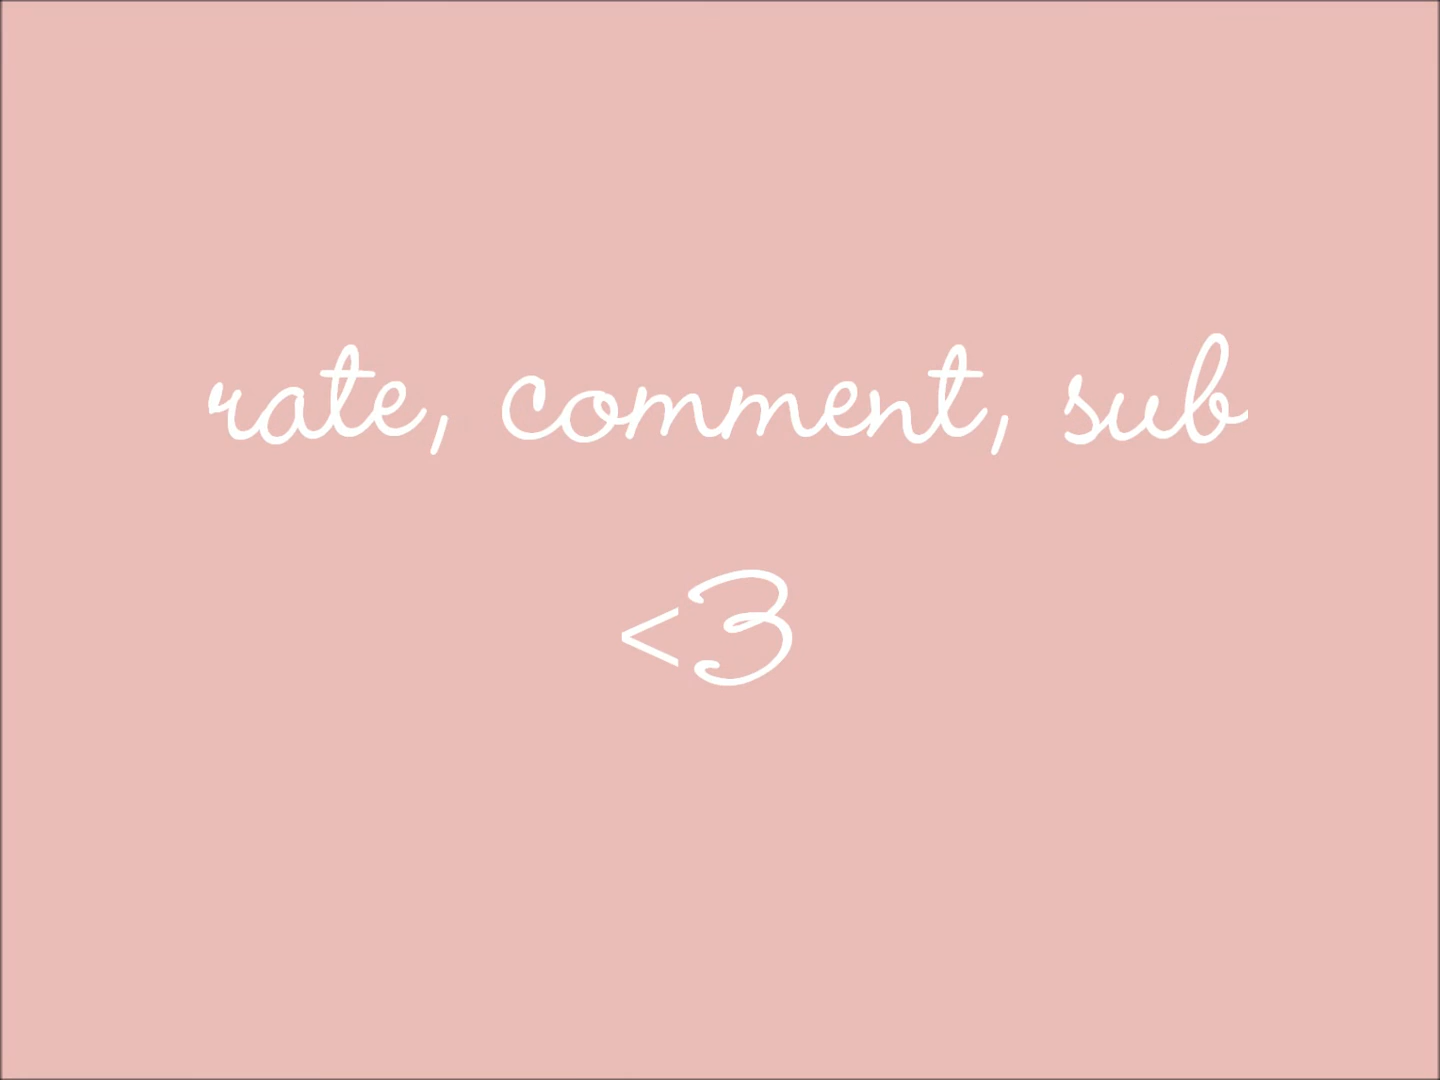 rate, comment, sub
<3